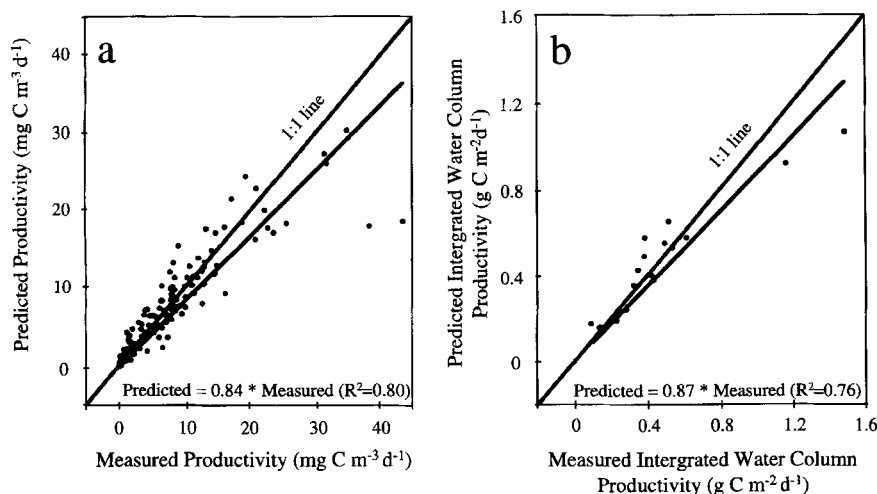 a
Predicted Productivity (mg C m⁻³ d⁻¹)
40
30
20
10
0
1:1 line
Predicted = 0.84 * Measured (R²=0.80)
0
10
20
30
40
Measured Productivity (mg C m⁻³ d⁻¹)
b
Predicted Intergrated Water Column
Productivity (g C m⁻²d⁻¹)
1.6
1.2
0.8
0.4
0
1:1 line
Predicted = 0.87 * Measured (R²=0.76)
0
0.4
0.8
1.2
1.6
Measured Intergrated Water Column
Productivity (g C m⁻² d⁻¹)